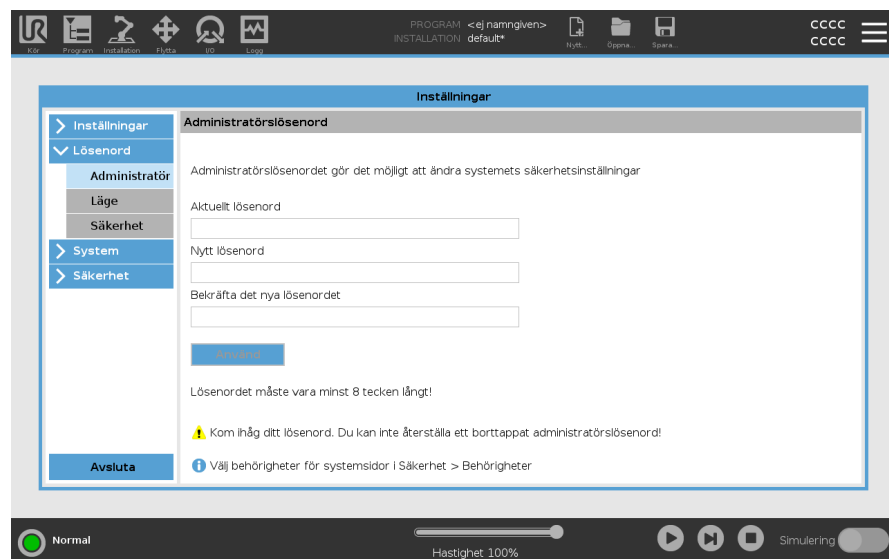 PROGRAM <ej namngiven>
INSTALLATION default*
CCCC
CCCC
Kör Program Installation Flytta I/O Logg Nytt... Öppna... Spara...
Inställningar
Inställningar
Lösenord
Administratör
Läge
Säkerhet
System
Säkerhet
Avsluta
Administratörslösenord
Administratörslösenordet gör det möjligt att ändra systemets säkerhetsinställningar
Aktuellt lösenord
Nytt lösenord
Bekräfta det nya lösenordet
Använd
Lösenordet måste vara minst 8 tecken långt!
Kom ihåg ditt lösenord. Du kan inte återställa ett borttappat administratörslösenord!
Välj behörigheter för systemsidor i Säkerhet > Behörigheter
Normal
Hastighet 100%
Simulering